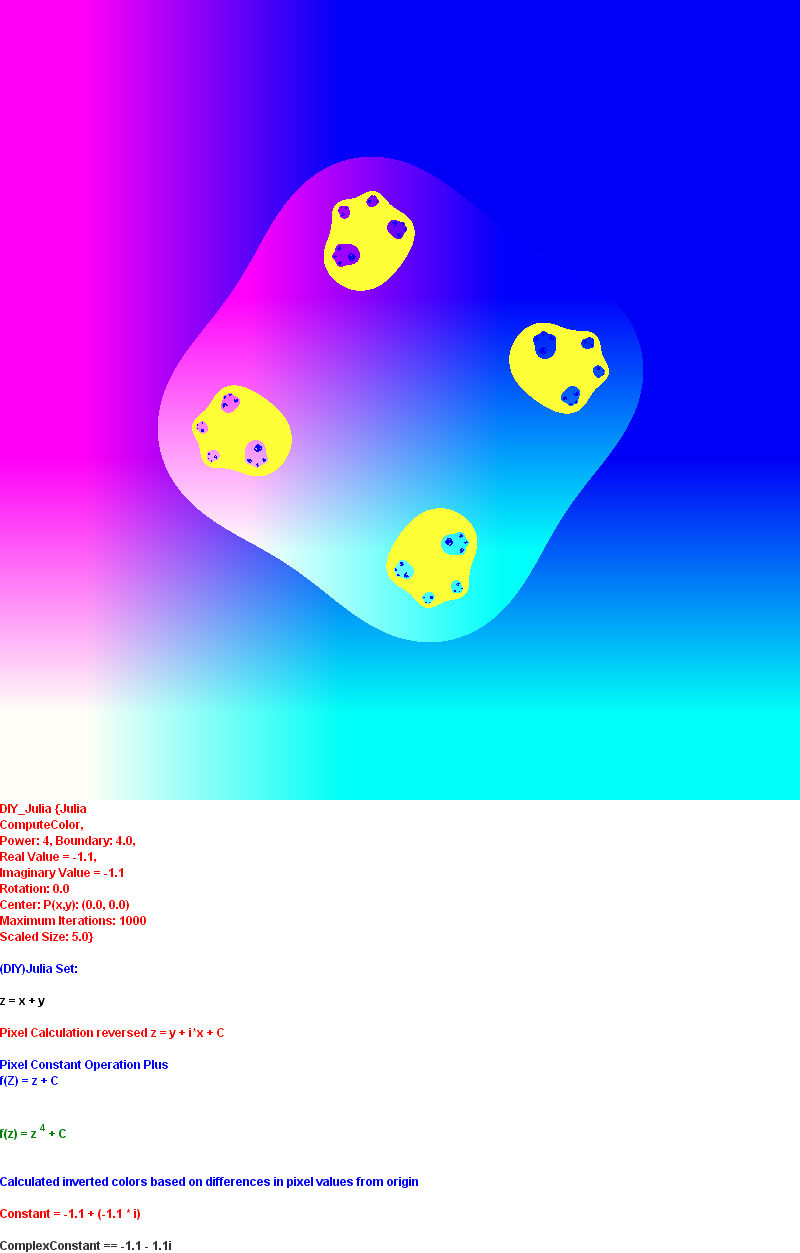 DIY_Julia {Julia
ComputeColor,
Power: 4, Boundary: 4.0,
Real Value = -1.1,
Imaginary Value = -1.1
Rotation: 0.0
Center: P(x,y): (0.0, 0.0)
Maximum Iterations: 1000
Scaled Size: 5.0}
(DIY)Julia Set:
z = x + y
Pixel Calculation reversed z = y + i*x + C
Pixel Constant Operation Plus
f(Z) = z + C
f(z) = z 4 + C
Calculated inverted colors based on differences in pixel values from origin
Constant = -1.1 + (-1.1 * i)
ComplexConstant == -1.1 - 1.1i